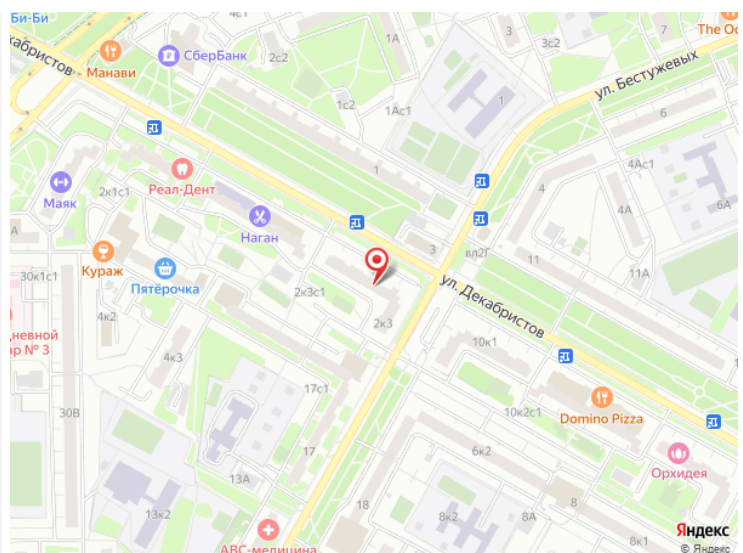 Би-Би
Манави
кабристов
СберБанк
2с2
1А
3
3с2
The Oc
ул. Бестужевых
1с2
1Ас1
1
6
1
4Ас1
4
4А
6А
Реал-Дент
2к1с1
Маяк
Наган
3
вл2Г
11
11А
А
Кураж
30к1с1
Пятёрочка
2к3с1
ул. Декабристов
4к2
2к3
дневной
ар № 3
4к3
10к1
17с1
30В
10к2с1
Domino Pizza
17
6к2
Орхидея
13А
13к2
18
8
8к2
8А
8к1
АВС-медицина
Яндекс
© Яндекс